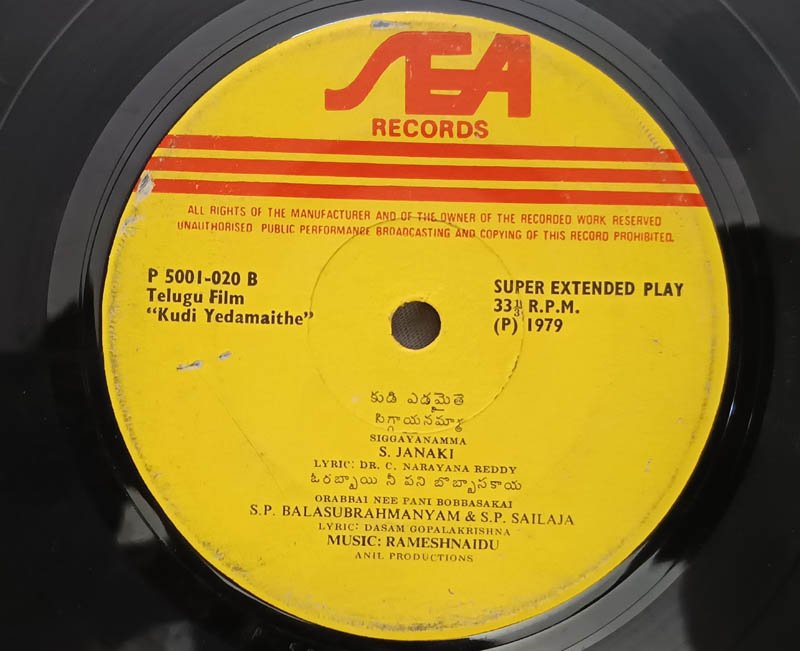 SEA
RECORDS
ALL RIGHTS OF THE MANUFACTURER AND OF THE OWNER OF THE RECORDED WORK RESERVED
UNAUTHORISED PUBLIC PERFORMANCE BROADCASTING AND COPYING OF THIS RECORD PROHIBITED.
P 5001-020 B
Telugu Film
"Kudi Yedamaithe"
SUPER EXTENDED PLAY
33⅓ R.P.M.
(P) 1979
కుడి ఎడమైతే
సిగ్గాయనమ్మా
SIGGAYANAMMA
S. JANAKI
LYRIC: DR. C. NARAYANA REDDY
ఓరబ్బాయి నీ పని బొబ్బాసకాయ
ORABBAI NEE PANI BOBBASAKAI
S.P. BALASUBRAHMANYAM & S.P. SAILAJA
LYRIC: DASAM GOPALAKRISHNA
MUSIC: RAMESHNAIDU
ANIL PRODUCTIONS